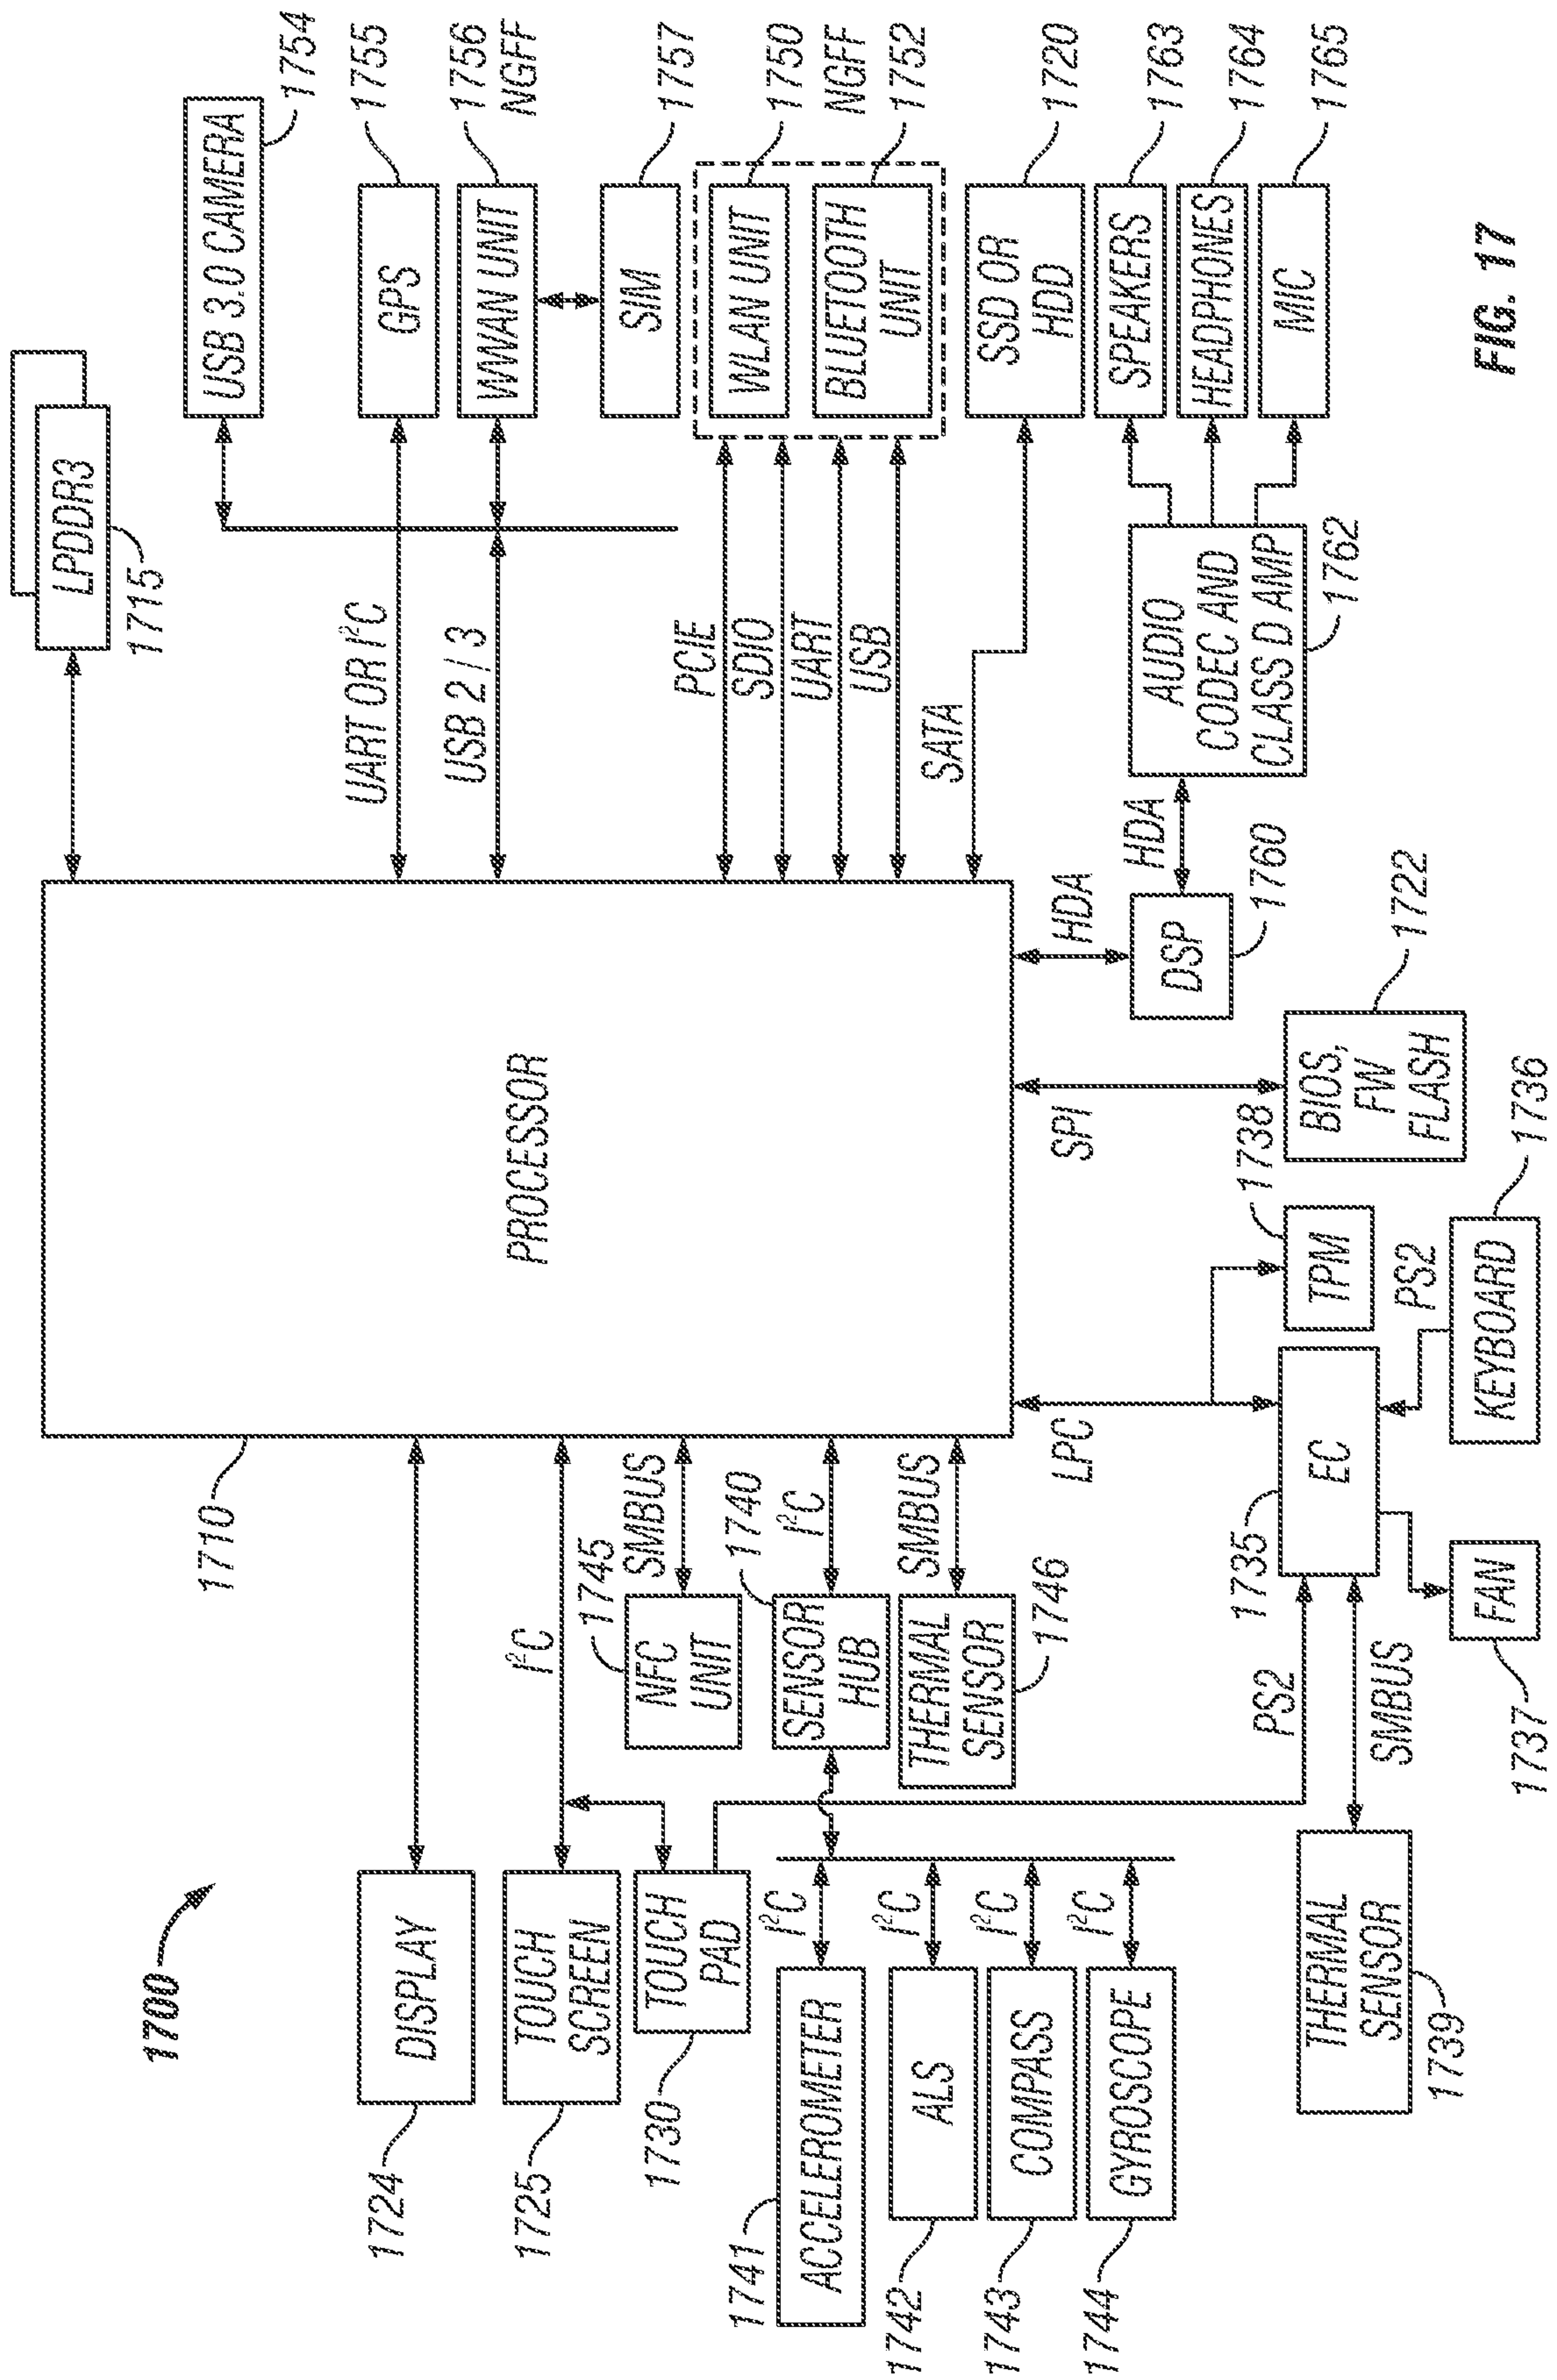 1700
LPDDR3
1715
USB 3.0 CAMERA
1754
1710
PROCESSOR
DISPLAY
1724
UART OR I²C
GPS
1755
USB 2 / 3
WWAN UNIT
1756
NGFF
I²C
TOUCH
SCREEN
1725
SIM
1757
TOUCH
PAD
1730
1745
NFC
UNIT
SMBUS
PCIE
SDIO
UART
USB
WLAN UNIT
1750
NGFF
BLUETOOTH
UNIT
1752
1740
SENSOR
HUB
I²C
1741
ACCELEROMETER
I²C
THERMAL
SENSOR
1746
SMBUS
SATA
SSD OR
HDD
1720
1742
ALS
I²C
1743
COMPASS
I²C
1744
GYROSCOPE
I²C
LPC
SPI
HDA
DSP
1760
HDA
AUDIO
CODEC AND
CLASS D AMP
1762
SPEAKERS
1763
HEADPHONES
1764
MIC
1765
PS2
1735
EC
1738
TPM
BIOS,
FW
FLASH
1722
THERMAL
SENSOR
1739
SMBUS
PS2
FAN
1737
KEYBOARD
1736
FIG. 17